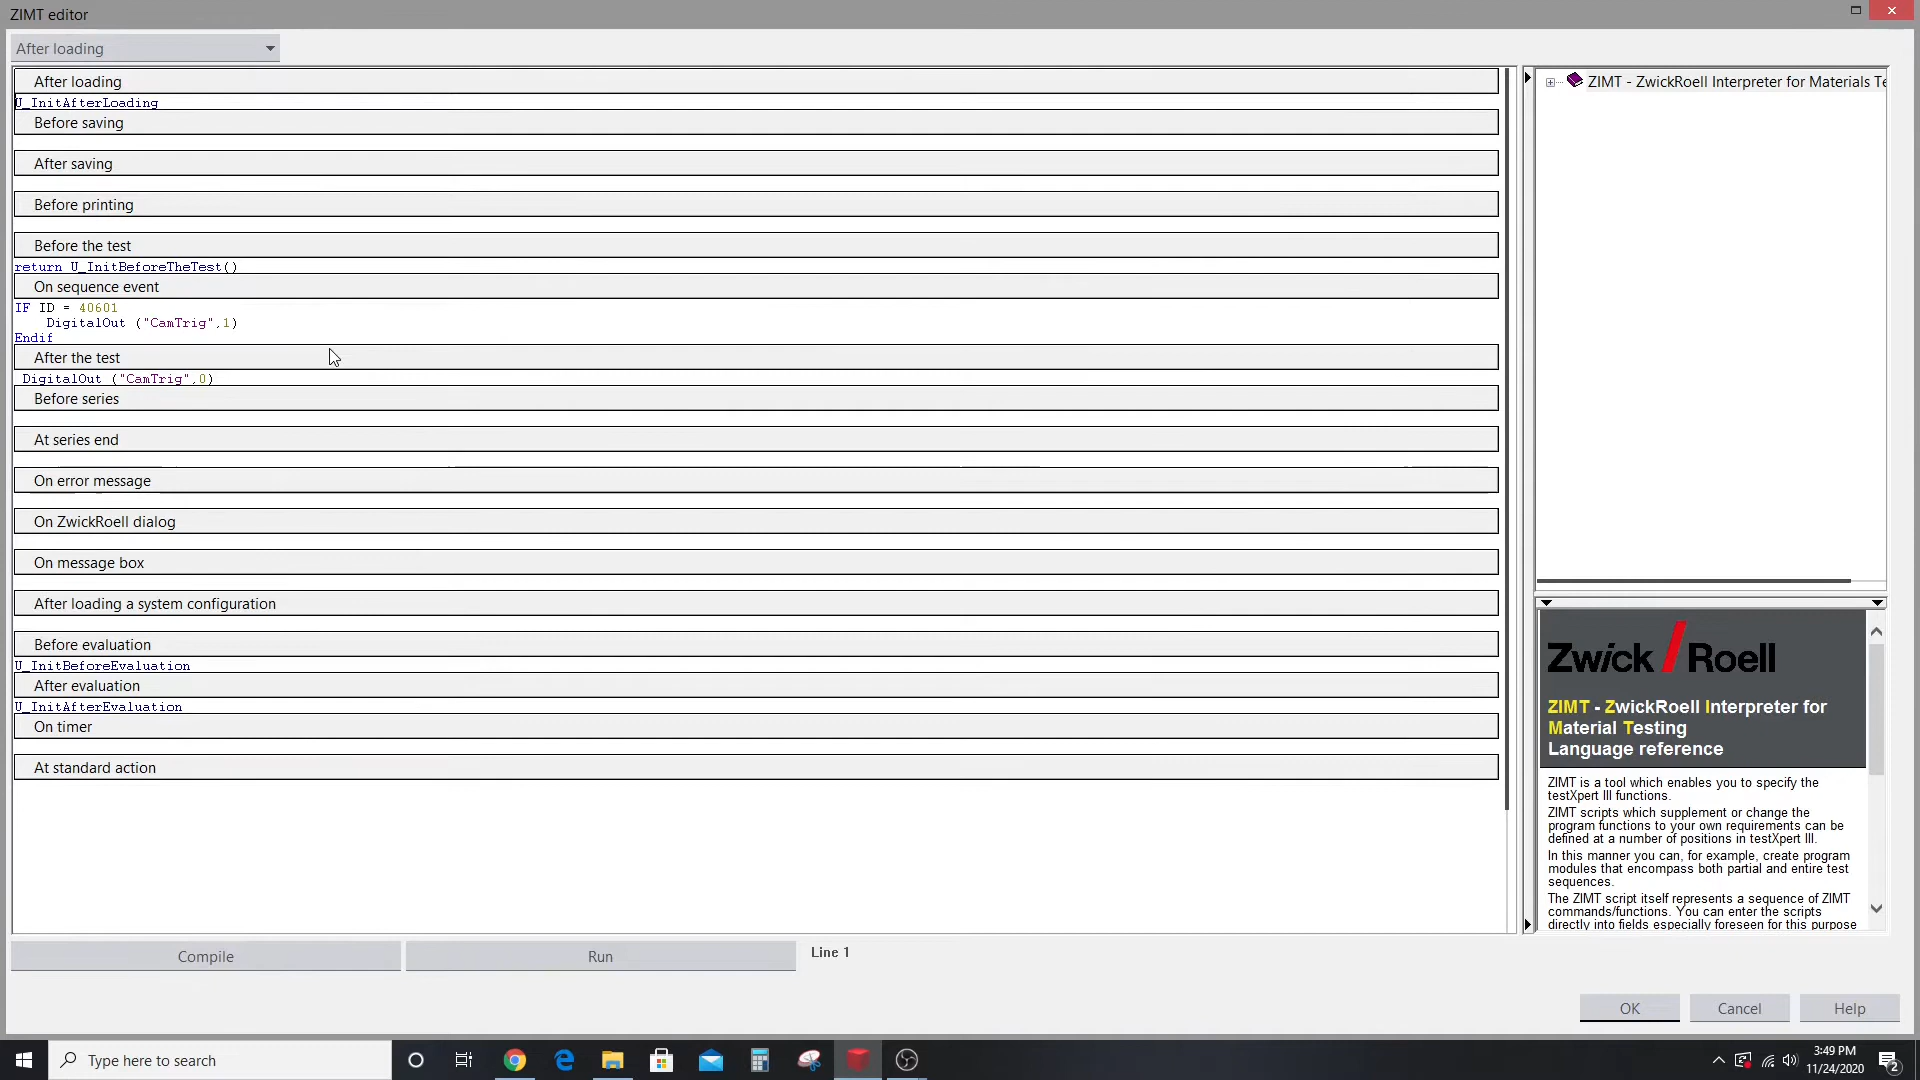 ZIMT editor
After loading
After loading
U_InitAfterLoading
Before saving
After saving
Before printing
Before the test
return U_InitBeforeTheTest()
On sequence event
IF ID = 40601
DigitalOut ("CamTrig",1)
Endif
After the test
DigitalOut ("CamTrig",0)
Before series
At series end
On error message
On ZwickRoell dialog
On message box
After loading a system configuration
Before evaluation
U_InitBeforeEvaluation
After evaluation
U_InitAfterEvaluation
On timer
At standard action
Compile
Run
Line 1
ZIMT - ZwickRoell Interpreter for Materials Te
Zwick / Roell
ZIMT - ZwickRoell Interpreter for
Material Testing
Language reference
ZIMT is a tool which enables you to specify the
testXpert III functions.
ZIMT scripts which supplement or change the
program functions to your own requirements can be
defined at a number of positions in testXpert III.
In this manner you can, for example, create program
modules that encompass both partial and entire test
sequences.
The ZIMT script itself represents a sequence of ZIMT
commands/functions. You can enter the scripts
directly into fields especially foreseen for this purpose
OK
Cancel
Help
Type here to search
3:49 PM
11/24/2020
2